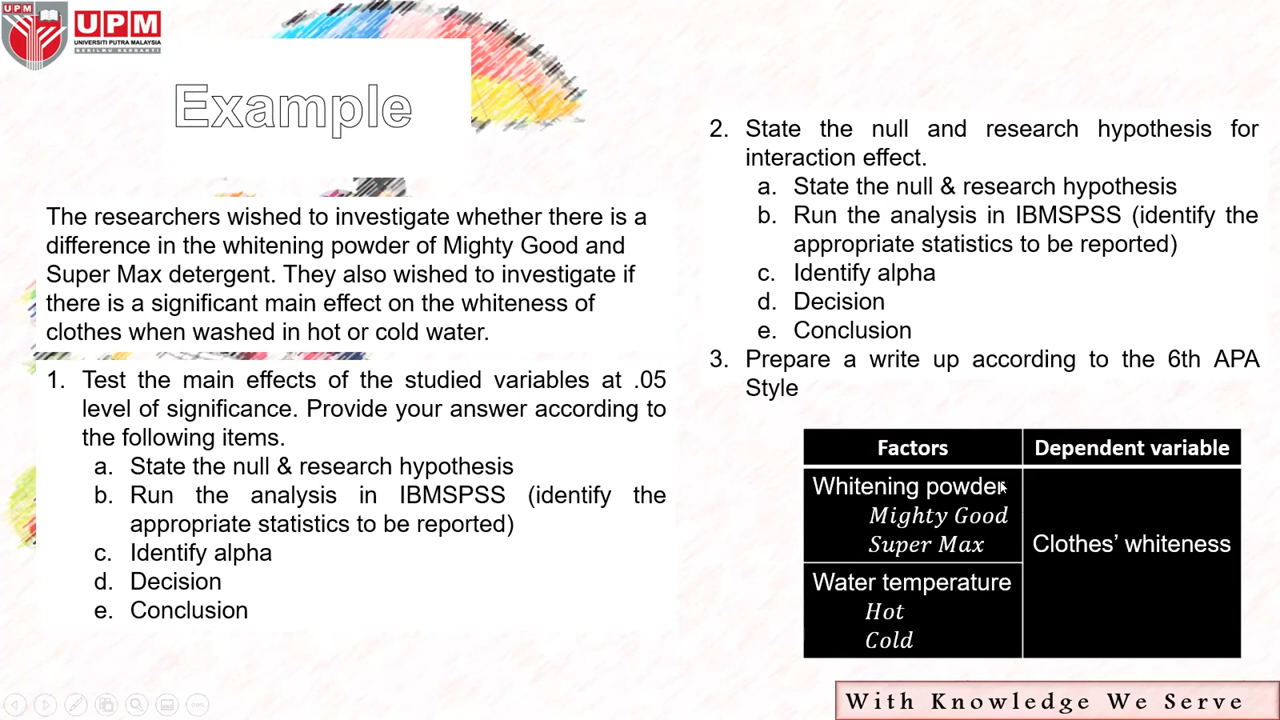 UPM
UNIVERSITI PUTRA MALAYSIA
BERILMU BERBAKTI
Example
The researchers wished to investigate whether there is a
difference in the whitening powder of Mighty Good and
Super Max detergent. They also wished to investigate if
there is a significant main effect on the whiteness of
clothes when washed in hot or cold water.
1. Test the main effects of the studied variables at .05
level of significance. Provide your answer according to
the following items.
a. State the null & research hypothesis
b. Run the analysis in IBMSPSS (identify the
appropriate statistics to be reported)
c. Identify alpha
d. Decision
e. Conclusion
2. State the null and research hypothesis for
interaction effect.
a. State the null & research hypothesis
b. Run the analysis in IBMSPSS (identify the
appropriate statistics to be reported)
c. Identify alpha
d. Decision
e. Conclusion
3. Prepare a write up according to the 6th APA
Style
Factors
Dependent variable
Whitening powder
Mighty Good
Super Max
Clothes’ whiteness
Water temperature
Hot
Cold
With Knowledge We Serve